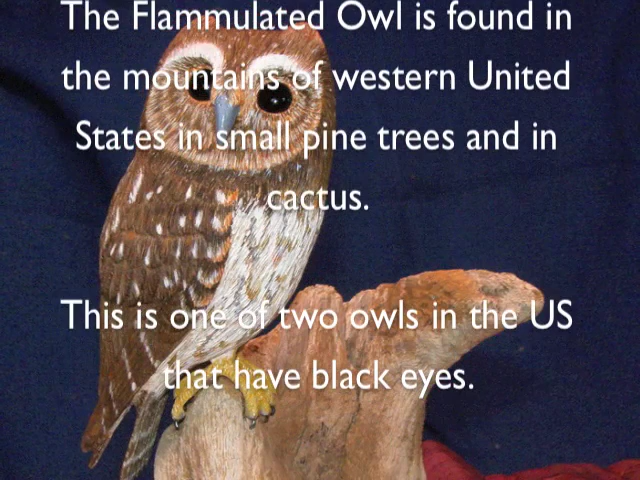 The Flammulated Owl is found in
the mountains of western United
States in small pine trees and in
cactus.
This is one of two owls in the US
that have black eyes.